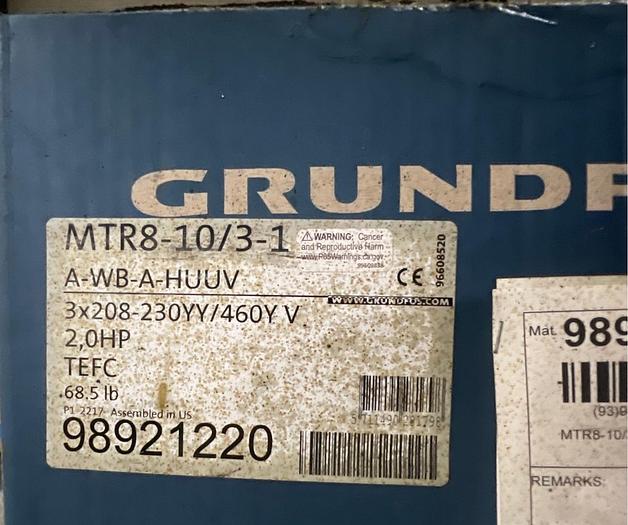 GRUNDF
MTR8-10/3-1
⚠ WARNING: Cancer
and Reproductive Harm
www.P65Warnings.ca.gov
A-WB-A-HUUV
CE
96608520
WWW.GRUNDFOS.COM
3x208-230YY/460Y V
2,0HP
TEFC
68.5 lb
P1 2217 Assembled in US
98921220
Mat. 989
(93)9
MTR8-10/
REMARKS: